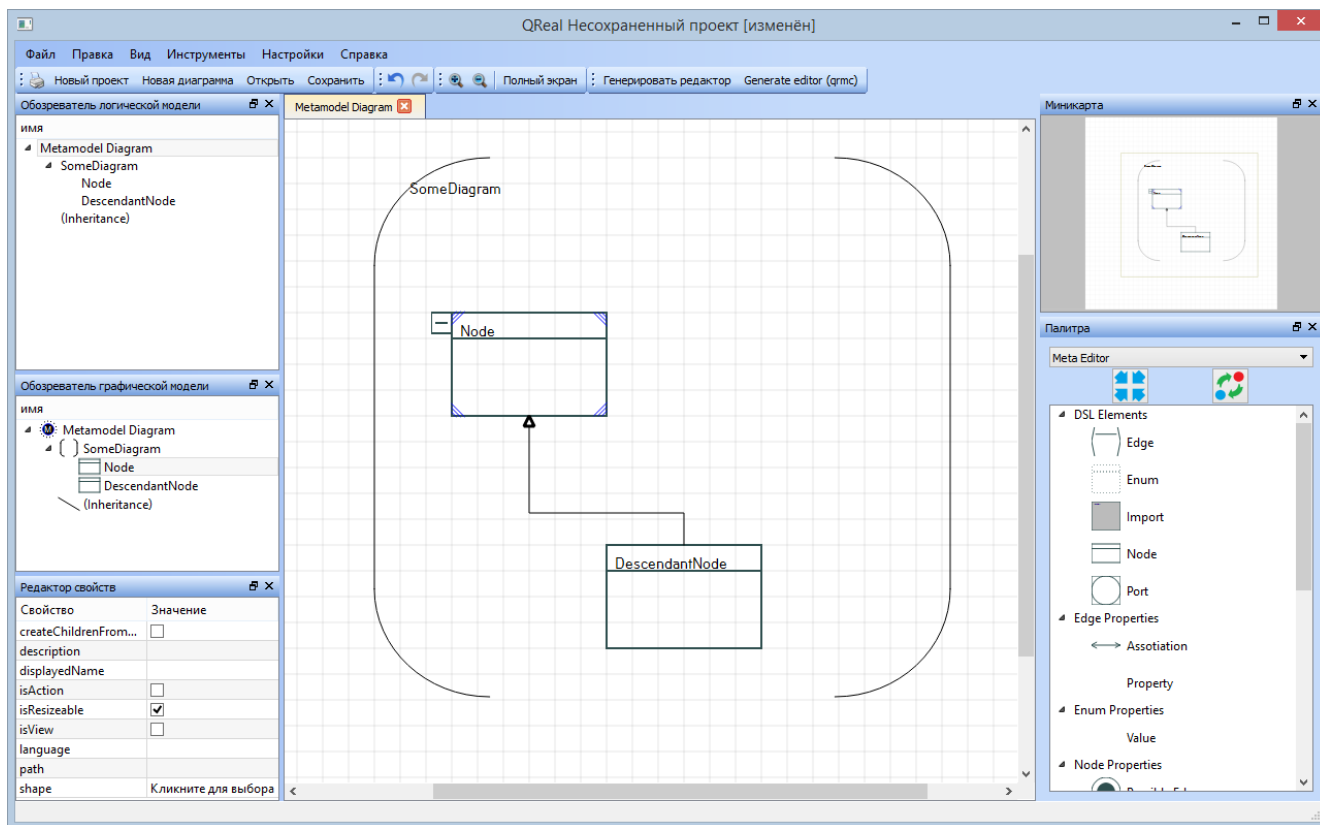 QReal Несохраненный проект [изменён]
Файл Правка Вид Инструменты Настройки Справка
Новый проект Новая диаграмма Открыть Сохранить Полный экран Генерировать редактор Generate editor (qrmc)
Обозреватель логической модели
имя
Metamodel Diagram
SomeDiagram
Node
DescendantNode
(Inheritance)
Обозреватель графической модели
имя
Metamodel Diagram
SomeDiagram
Node
DescendantNode
(Inheritance)
Редактор свойств
Свойство Значение
createChildrenFrom...
description
displayedName
isAction
isResizeable
isView
language
path
shape Кликните для выбора
Metamodel Diagram
SomeDiagram
Node
DescendantNode
Миникарта
Палитра
Meta Editor
DSL Elements
Edge
Enum
Import
Node
Port
Edge Properties
Assotiation
Property
Enum Properties
Value
Node Properties